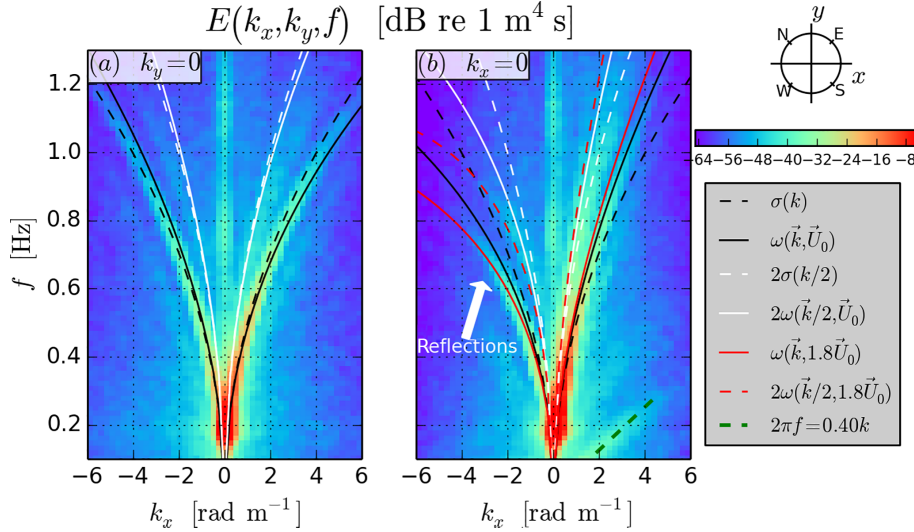 E(k_x,k_y,f) [dB re 1 m^4 s]
(a) k_y=0
(b) k_x=0
1.2
1.0
0.8
0.6
0.4
0.2
f [Hz]
−6 −4 −2 0 2 4 6
−6 −4 −2 0 2 4 6
k_x [rad m^−1]
k_x [rad m^−1]
Reflections
y
N E
x
W S
−64 −56 −48 −40 −32 −24 −16 −8
σ(k)
ω(k⃗,U⃗_0)
2σ(k/2)
2ω(k⃗/2,U⃗_0)
ω(k⃗,1.8U⃗_0)
2ω(k⃗/2,1.8U⃗_0)
2πf=0.40k